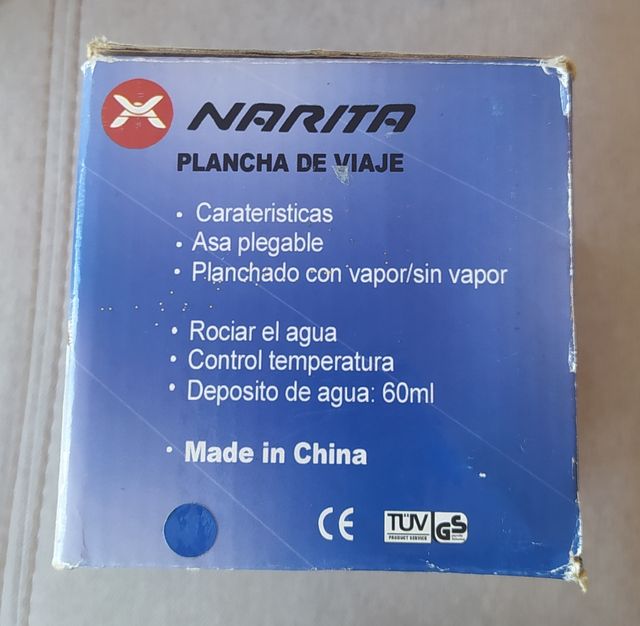 NARITA
PLANCHA DE VIAJE
• Carateristicas
• Asa plegable
• Planchado con vapor/sin vapor
• Rociar el agua
• Control temperatura
• Deposito de agua: 60ml
• Made in China
CE TÜV GS
PRODUCT SERVICE